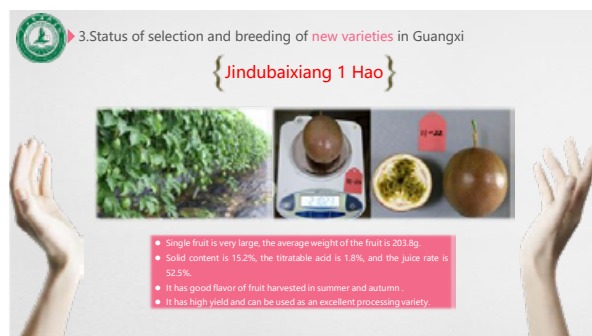 3.Status of selection and breeding of new varieties in Guangxi
Jindubaixiang 1 Hao
Single fruit is very large, the average weight of the fruit is 203.8g.
Solid content is 15.2%, the titratable acid is 1.8%, and the juice rate is
52.5%.
It has good flavor of fruit harvested in summer and autumn .
It has high yield and can be used as an excellent processing variety.